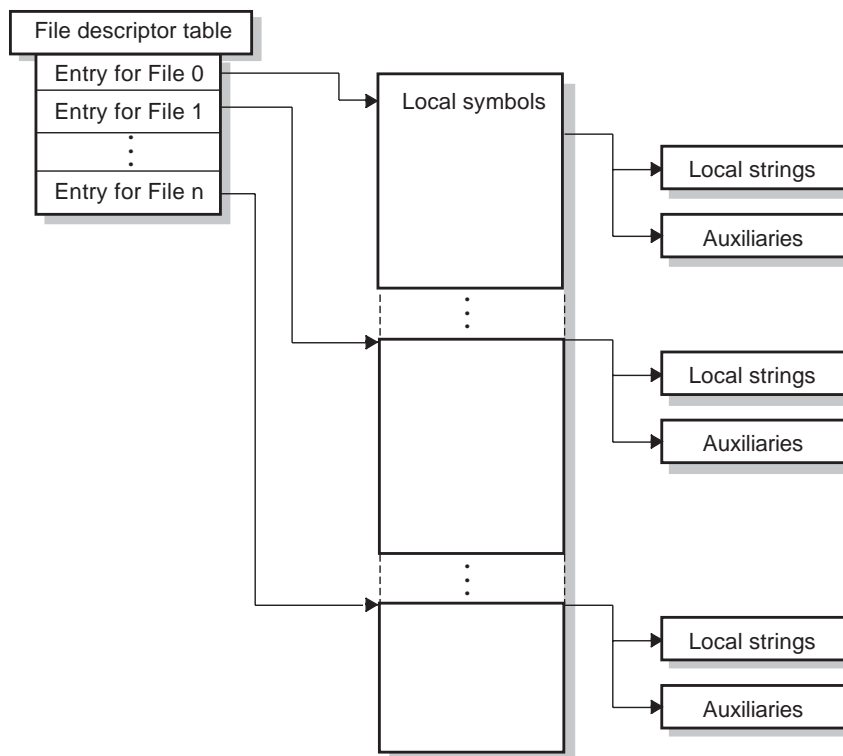 File descriptor table
Entry for File 0
Entry for File 1
Entry for File n
Local symbols
Local strings
Auxiliaries
Local strings
Auxiliaries
Local strings
Auxiliaries